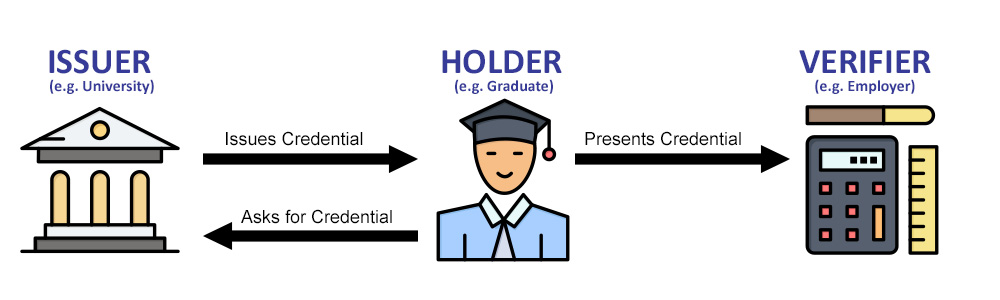 ISSUER
(e.g. University)
HOLDER
(e.g. Graduate)
VERIFIER
(e.g. Employer)
Issues Credential
Presents Credential
Asks for Credential